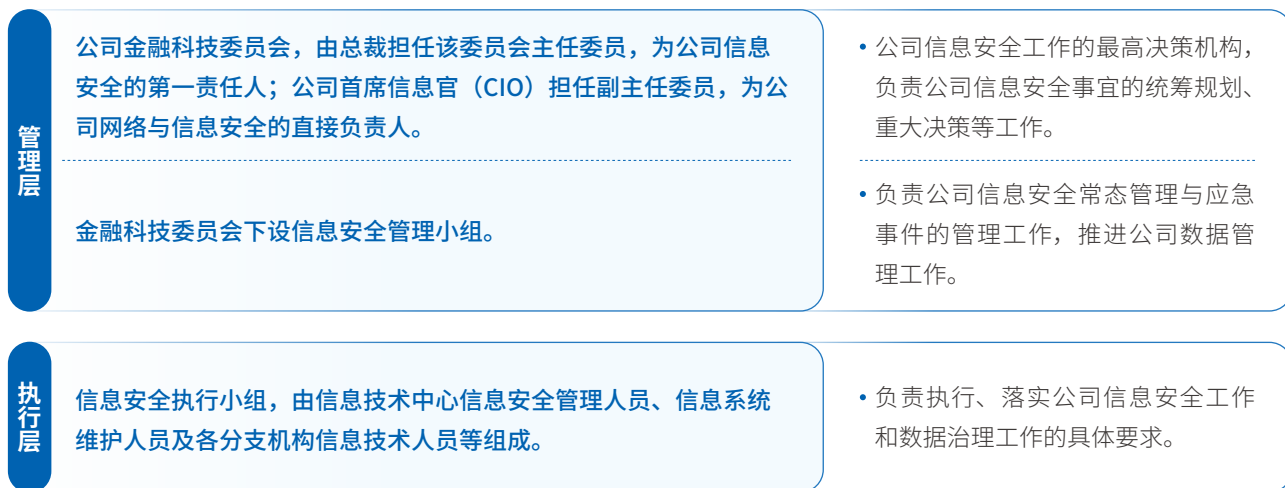 管理层
公司金融科技委员会，由总裁担任该委员会主任委员，为公司信息
安全的第一责任人；公司首席信息官（CIO）担任副主任委员，为公
司网络与信息安全的直接负责人。
• 公司信息安全工作的最高决策机构，
负责公司信息安全事宜的统筹规划、
重大决策等工作。
金融科技委员会下设信息安全管理小组。
• 负责公司信息安全常态管理与应急
事件的管理工作，推进公司数据管
理工作。
执行层
信息安全执行小组，由信息技术中心信息安全管理人员、信息系统
维护人员及各分支机构信息技术人员等组成。
• 负责执行、落实公司信息安全工作
和数据治理工作的具体要求。